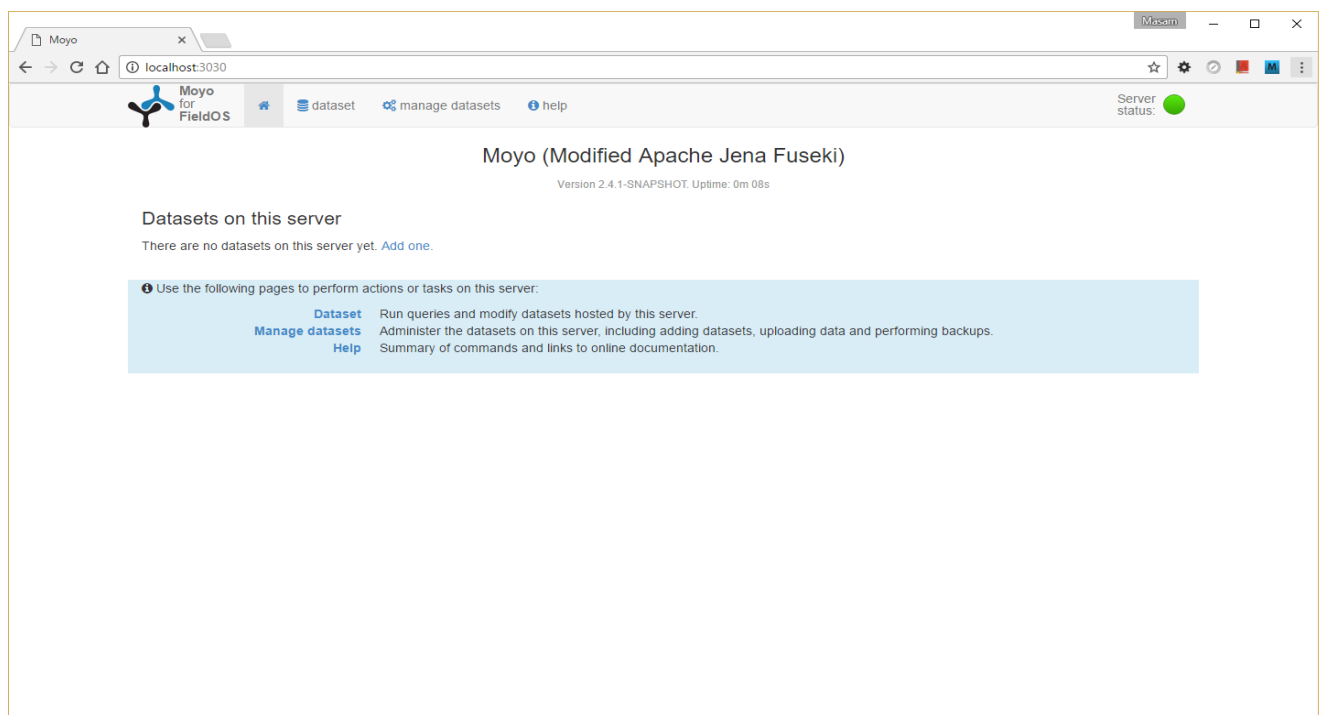 Masam
Moyo
localhost:3030
Moyo
for
FieldOS
dataset
manage datasets
help
Server
status:
Moyo (Modified Apache Jena Fuseki)
Version 2.4.1-SNAPSHOT. Uptime: 0m 08s
Datasets on this server
There are no datasets on this server yet. Add one.
Use the following pages to perform actions or tasks on this server:
Dataset Run queries and modify datasets hosted by this server.
Manage datasets Administer the datasets on this server, including adding datasets, uploading data and performing backups.
Help Summary of commands and links to online documentation.
M